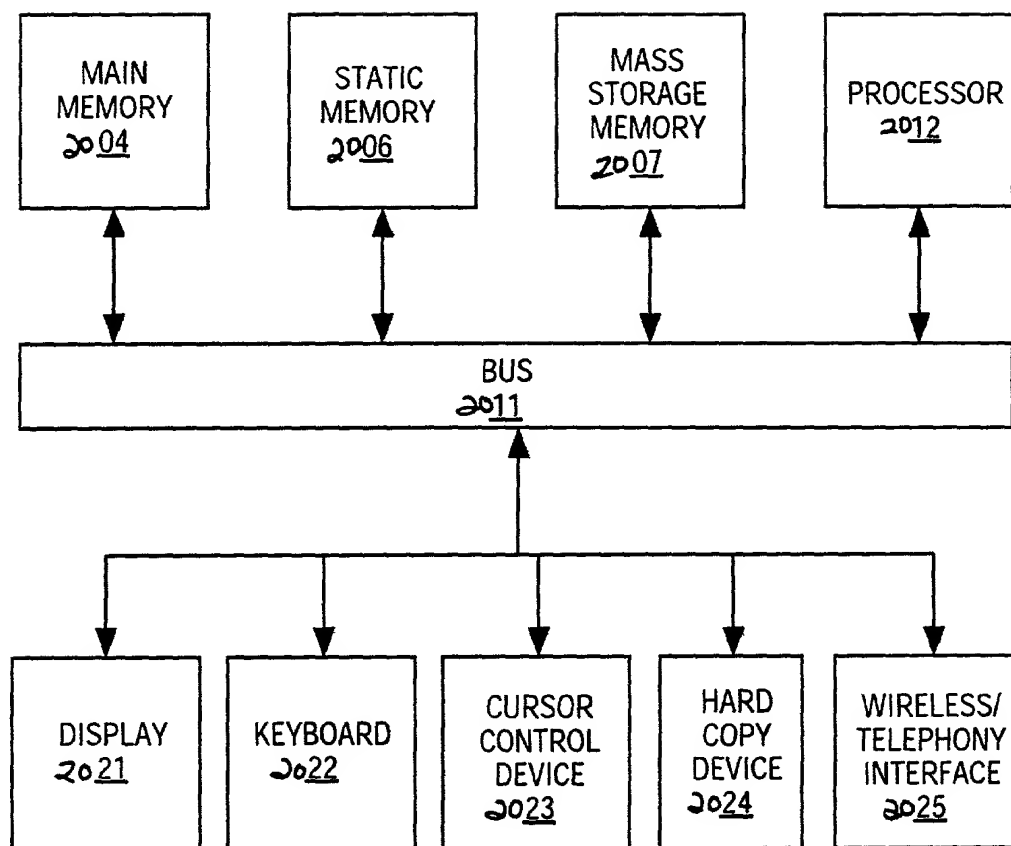 MAIN
MEMORY
2004
STATIC
MEMORY
2006
MASS
STORAGE
MEMORY
2007
PROCESSOR
2012
BUS
2011
DISPLAY
2021
KEYBOARD
2022
CURSOR
CONTROL
DEVICE
2023
HARD
COPY
DEVICE
2024
WIRELESS/
TELEPHONY
INTERFACE
2025